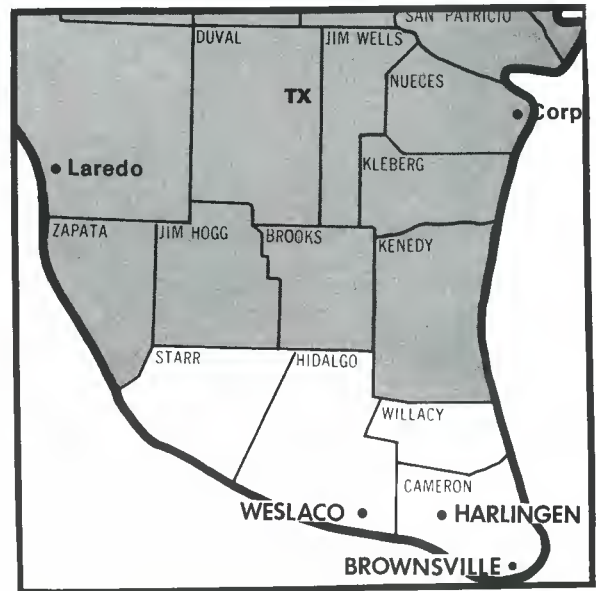 SAN PATRICIO
DUVAL
JIM WELLS
NUECES
TX
Corp
Laredo
KLEBERG
ZAPATA
JIM HOGG
BROOKS
KENEDY
STARR
HIDALGO
WILLACY
CAMERON
WESLACO
HARLINGEN
BROWNSVILLE